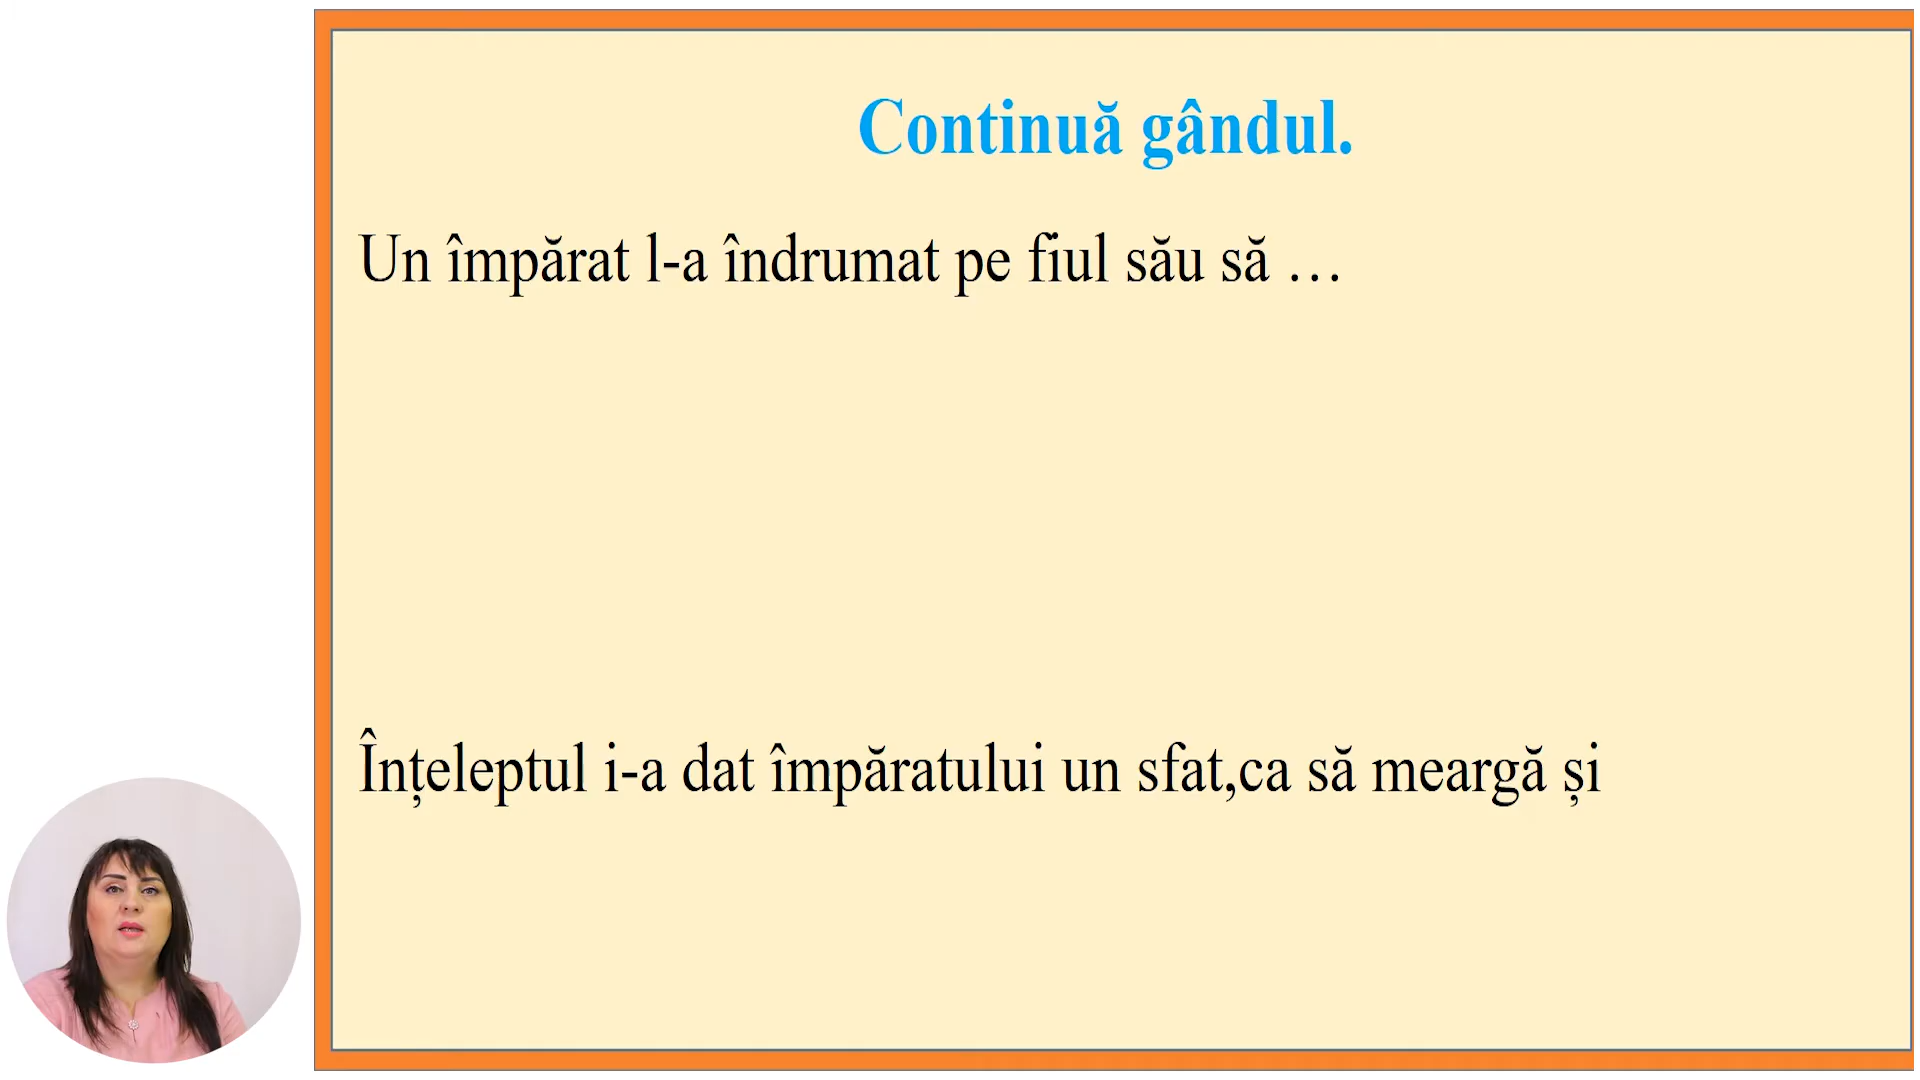 Continuă gândul.
Un împărat l-a îndrumat pe fiul său să …
Înțeleptul i-a dat împăratului un sfat,ca să meargă și